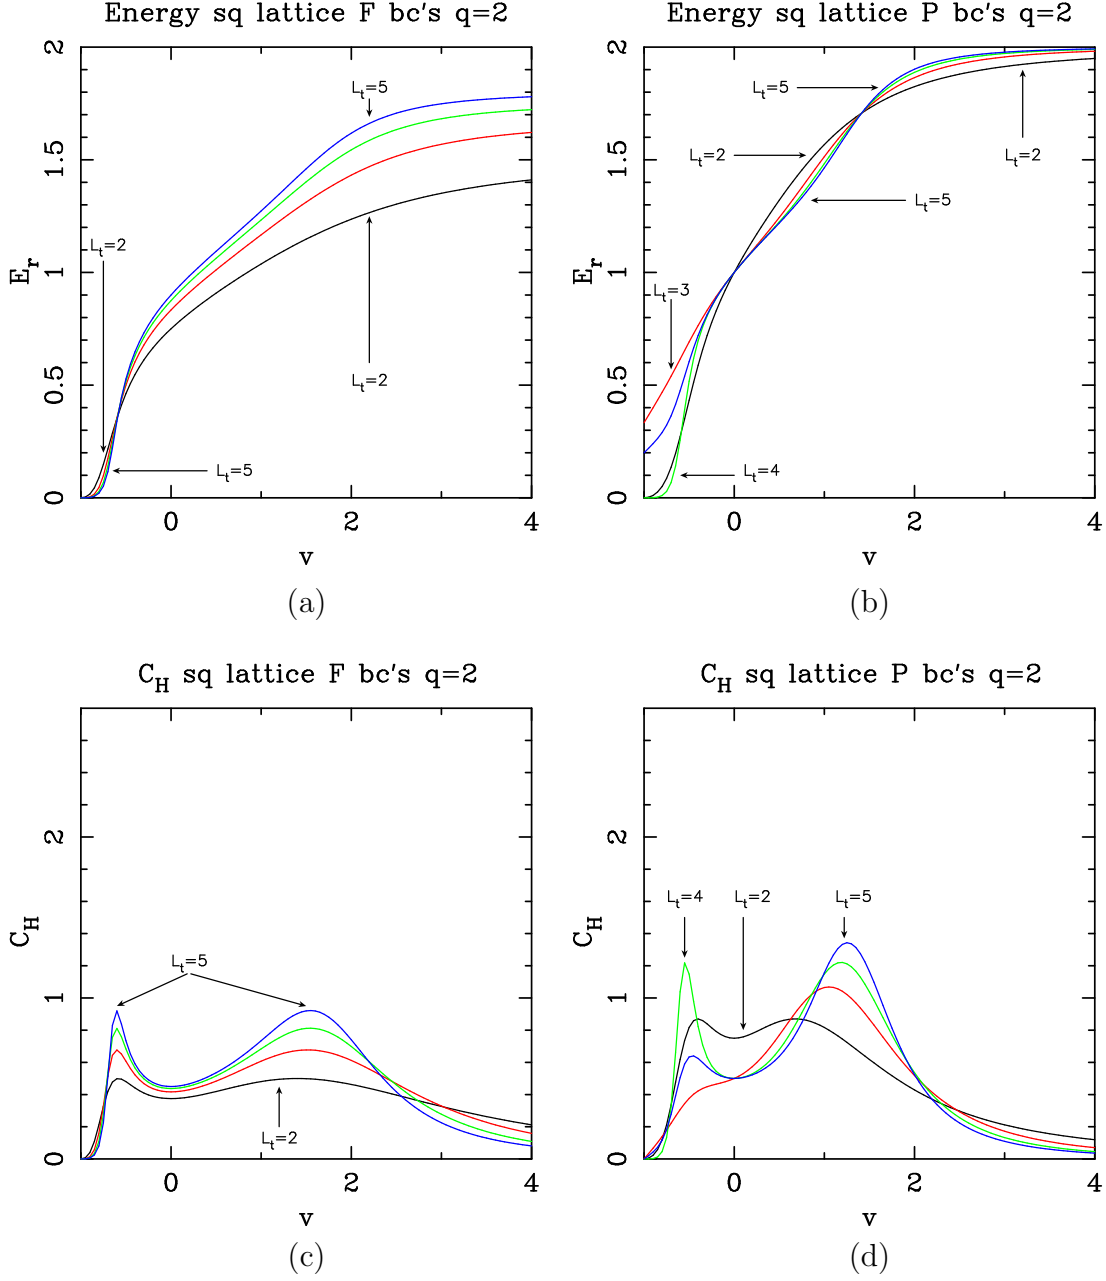 Energy sq lattice F bc's q=2
Energy sq lattice P bc's q=2
2
1.5
1
0.5
0
E_r
L_t=5
L_t=2
L_t=2
L_t=5
0 2 4
v
(a)
2
1.5
1
0.5
0
E_r
L_t=5
L_t=2
L_t=2
L_t=5
L_t=3
L_t=4
0 2 4
v
(b)
C_H sq lattice F bc's q=2
C_H sq lattice P bc's q=2
2
1
0
C_H
L_t=5
L_t=2
0 2 4
v
(c)
2
1
0
C_H
L_t=4 L_t=2 L_t=5
0 2 4
v
(d)